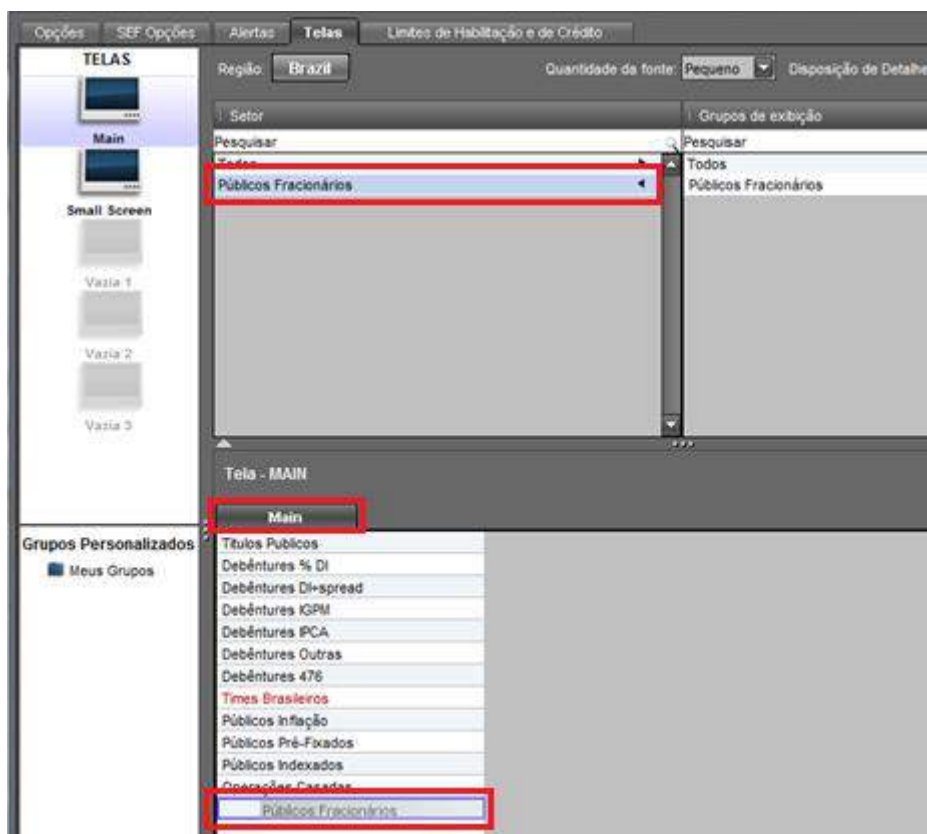 Opções SEF Opções Alertas Telas Limites de Habilitação e de Crédito
TELAS
Main
Small Screen
Vazia 1
Vazia 2
Vazia 3
Região: Brazil Quantidade da fonte: Pequeno Disposição de Detalhe
Setor
Pesquisar
Todos
Públicos Fracionários
Grupos de exibição
Pesquisar
Todos
Públicos Fracionários
Tela - MAIN
Main
Grupos Personalizados
Meus Grupos
Títulos Publicos
Debêntures % DI
Debêntures DI+spread
Debêntures IGPM
Debêntures IPCA
Debêntures Outras
Debêntures 476
Times Brasileiros
Públicos Inflação
Públicos Pré-Fixados
Públicos Indexados
Operações Casadas
Públicos Fracionários